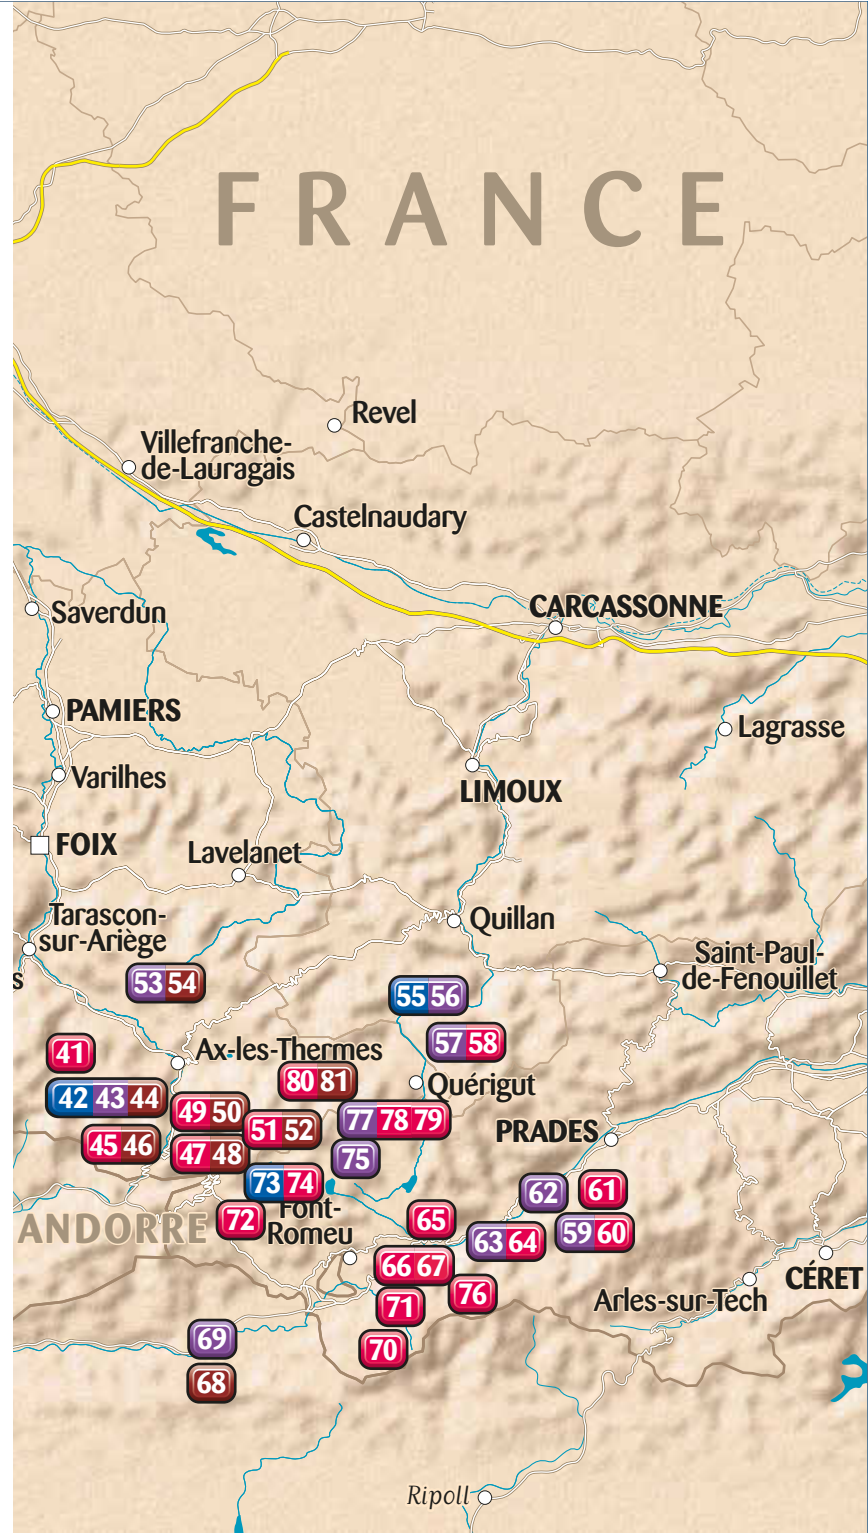 FRANCE
Revel
Villefranche-
de-Lauragais
Castelnaudary
CARCASSONNE
Saverdun
PAMIERS
Lagrasse
Varilhes
LIMOUX
FOIX
Lavelanet
Tarascon-
sur-Ariège
Quillan
Saint-Paul-
de-Fenouillet
s
53 54
55 56
57 58
41
Ax-les-Thermes
80 81
Quérigut
42 43 44
49 50
77 78 79
51 52
PRADES
45 46
47 48
75
73 74
62
61
72
Font-
Romeu
65
ANDORRE
63 64
59 60
66 67
CÉRET
76
Arles-sur-Tech
71
69
70
68
Ripoll